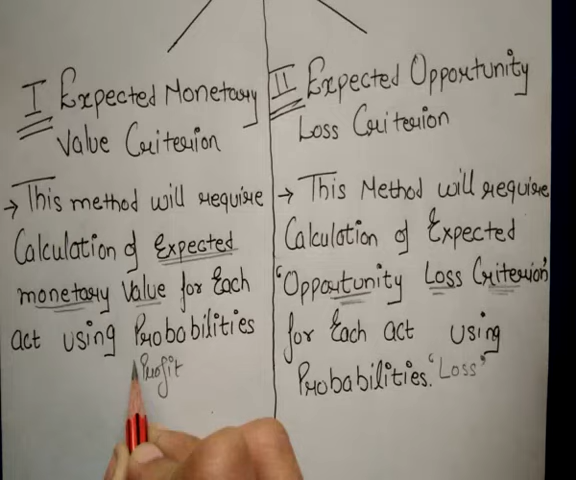 I Expected Monetary
Value Criterion
→ This method will require
Calculation of Expected
monetary Value for Each
act using Probabilities
Profit
II Expected Opportunity
Loss Criterion
→ This Method will require
Calculation of Expected
'Opportunity Loss Criterion'
for Each act using
Probabilities. 'Loss'